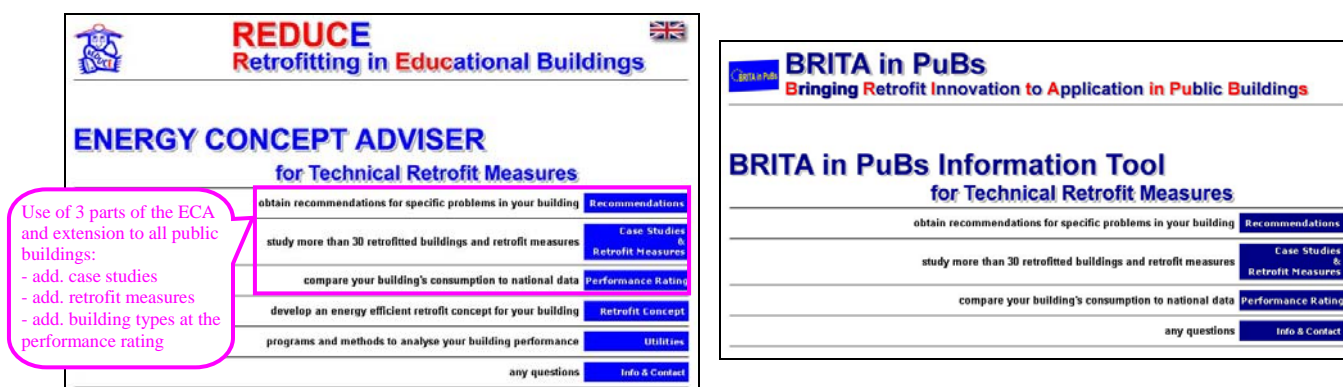 REDUCE
Retrofitting in Educational Buildings
ENERGY CONCEPT ADVISER
for Technical Retrofit Measures
obtain recommendations for specific problems in your building Recommendations
study more than 30 retrofitted buildings and retrofit measures Case Studies
&
Retrofit Measures
compare your building's consumption to national data Performance Rating
develop an energy efficient retrofit concept for your building Retrofit Concept
programs and methods to analyse your building performance Utilities
any questions Info & Contact
Use of 3 parts of the ECA
and extension to all public
buildings:
- add. case studies
- add. retrofit measures
- add. building types at the
performance rating
BRITA in PuBs
BRITA in PuBs
Bringing Retrofit Innovation to Application in Public Buildings
BRITA in PuBs Information Tool
for Technical Retrofit Measures
obtain recommendations for specific problems in your building Recommendations
study more than 30 retrofitted buildings and retrofit measures Case Studies
&
Retrofit Measures
compare your building's consumption to national data Performance Rating
any questions Info & Contact